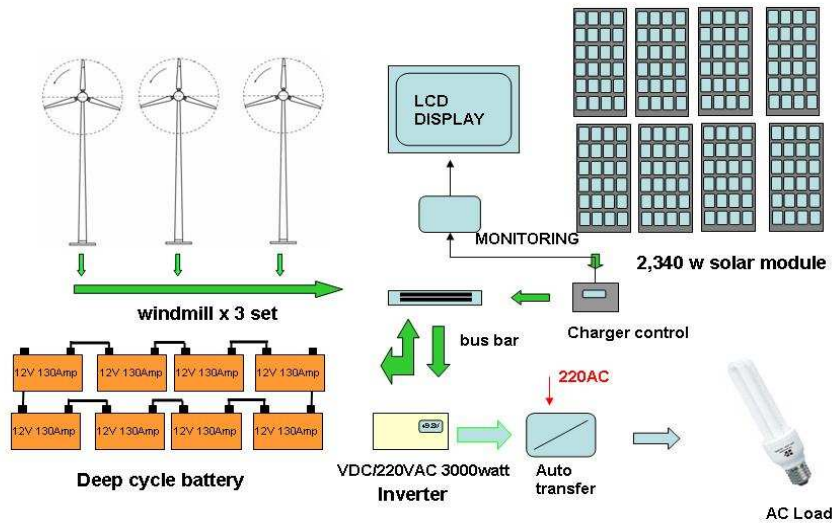 LCD
DISPLAY
MONITORING
2,340 w solar module
windmill x 3 set
bus bar
Charger control
12V 130Amp
12V 130Amp
12V 130Amp
12V 130Amp
220AC
12V 130Amp
12V 130Amp
12V 130Amp
12V 130Amp
Deep cycle battery
VDC/220VAC 3000watt
Inverter
Auto
transfer
AC Load